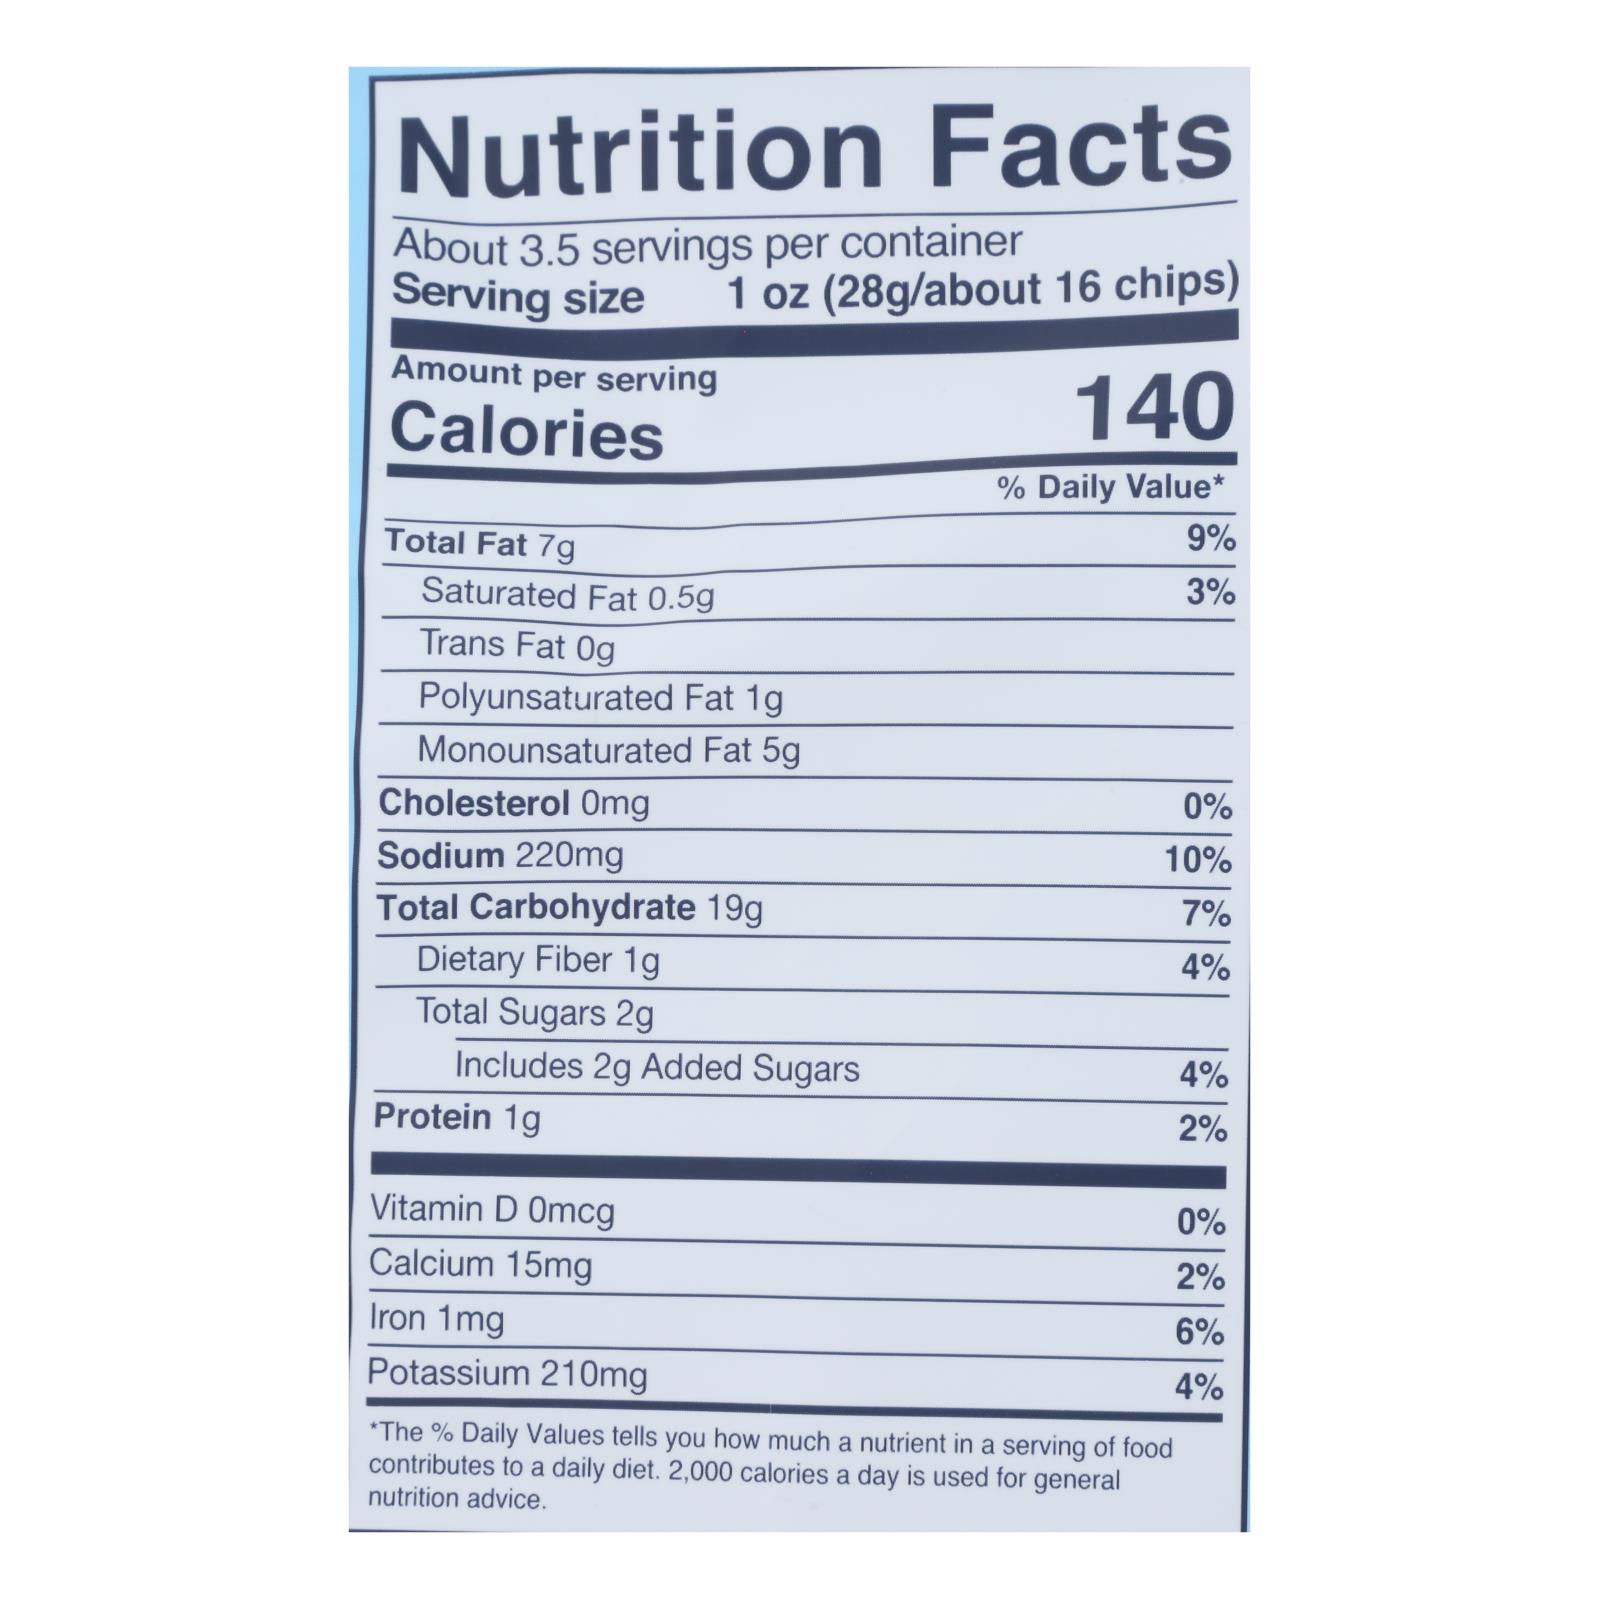 Nutrition Facts
About 3.5 servings per container
Serving size 1 oz (28g/about 16 chips)
Amount per serving
Calories 140
% Daily Value*
Total Fat 7g 9%
Saturated Fat 0.5g 3%
Trans Fat 0g
Polyunsaturated Fat 1g
Monounsaturated Fat 5g
Cholesterol 0mg 0%
Sodium 220mg 10%
Total Carbohydrate 19g 7%
Dietary Fiber 1g 4%
Total Sugars 2g
Includes 2g Added Sugars 4%
Protein 1g 2%
Vitamin D 0mcg 0%
Calcium 15mg 2%
Iron 1mg 6%
Potassium 210mg 4%
*The % Daily Values tells you how much a nutrient in a serving of food
contributes to a daily diet. 2,000 calories a day is used for general
nutrition advice.